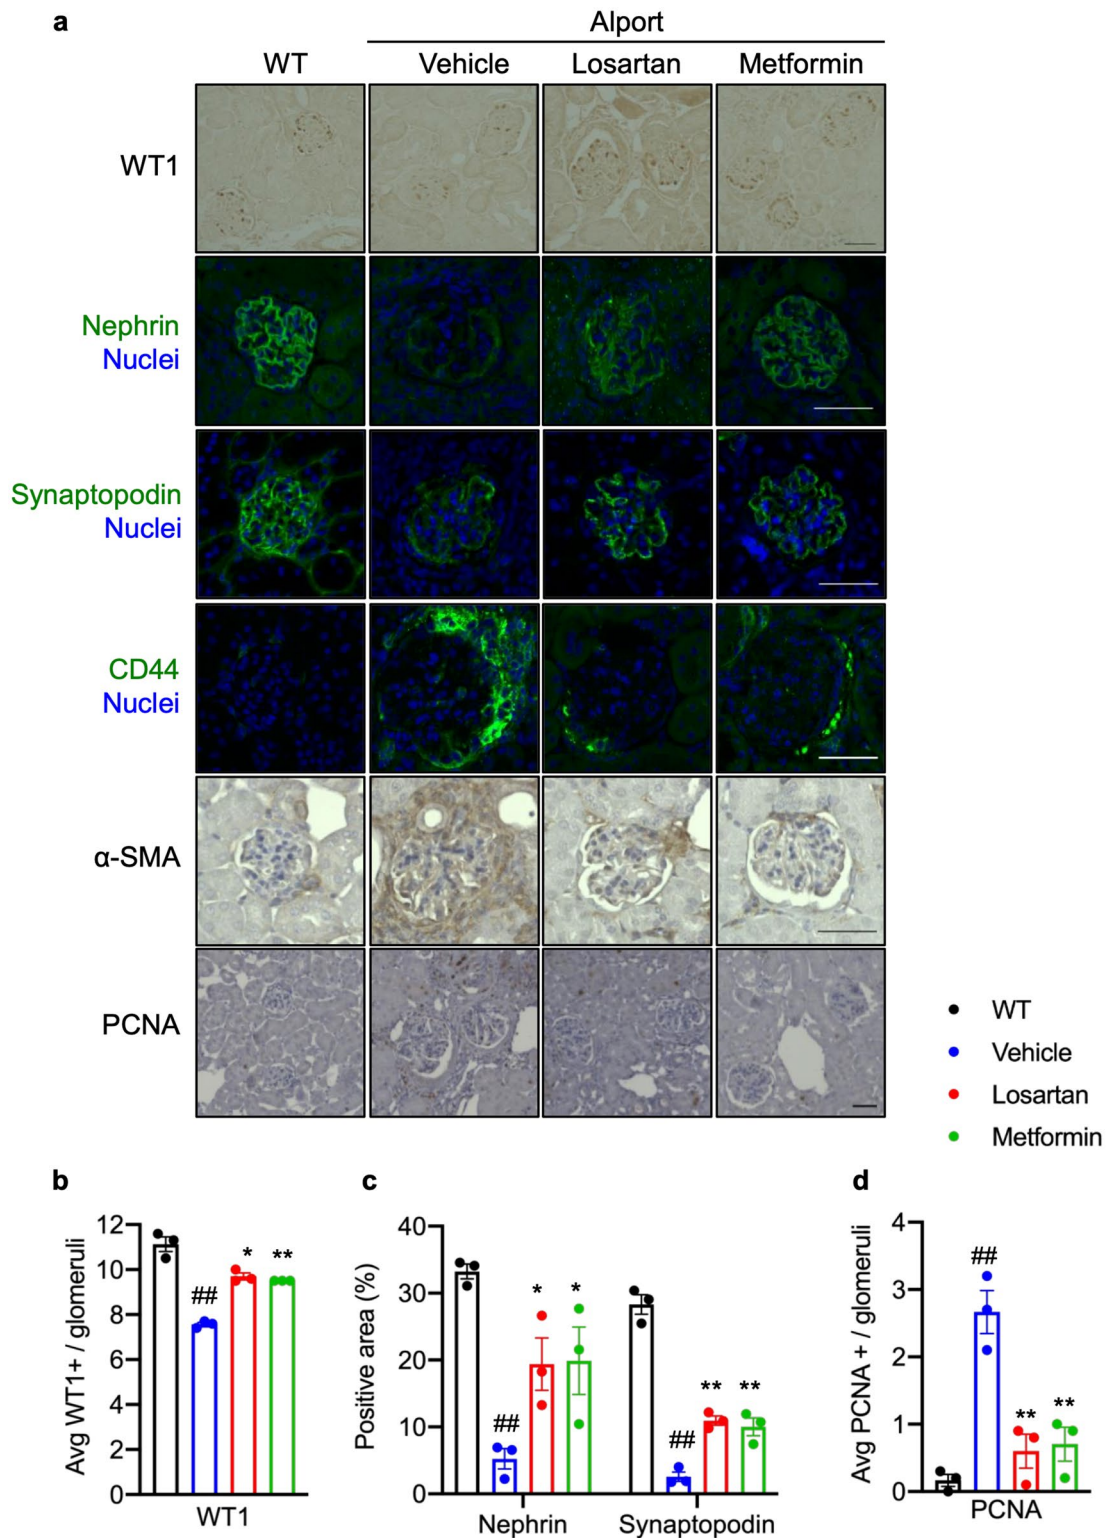 a
Alport
WT Vehicle Losartan Metformin
WT1
Nephrin
Nuclei
Synaptopodin
Nuclei
CD44
Nuclei
α-SMA
PCNA
WT
Vehicle
Losartan
Metformin
b
12
10
8
6
4
2
0
Avg WT1+ / glomeruli
##
*
**
WT1
c
40
30
20
10
0
Positive area (%)
##
*
*
##
**
**
Nephrin Synaptopodin
d
4
3
2
1
0
Avg PCNA + / glomeruli
##
**
**
PCNA